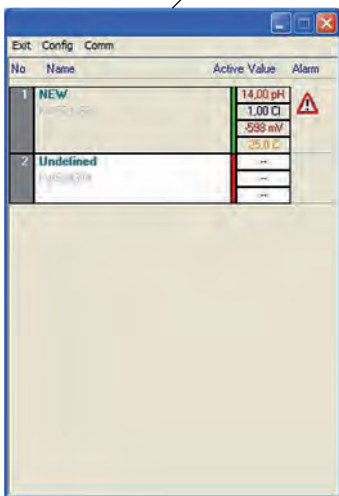 Exit Config Comm
No Name Active Value Alarm
1 NEW 14,00 pH
1,00 Cl
-598 mV
25,0 C
2 Undefined --
--
--